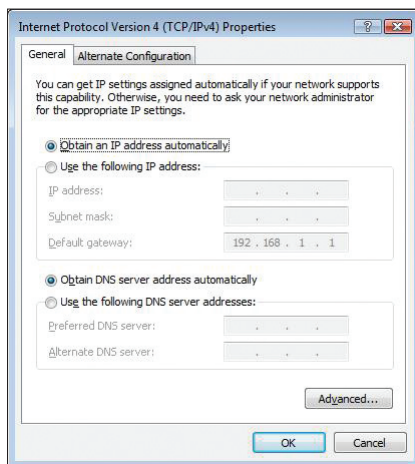 Internet Protocol Version 4 (TCP/IPv4) Properties
General
Alternate Configuration
You can get IP settings assigned automatically if your network supports
this capability. Otherwise, you need to ask your network administrator
for the appropriate IP settings.
Obtain an IP address automatically
Use the following IP address:
IP address:
. . .
Subnet mask:
. . .
Default gateway:
192 . 168 . 1 . 1
Obtain DNS server address automatically
Use the following DNS server addresses:
Preferred DNS server:
. . .
Alternate DNS server:
. . .
Advanced...
OK
Cancel